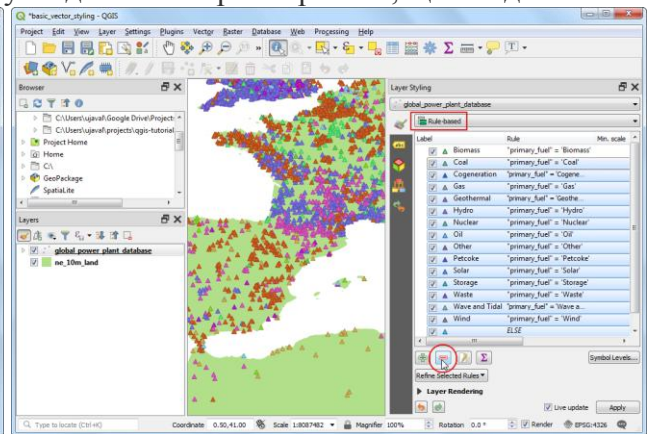 *basic_vector_styling - QGIS
Project Edit View Layer Settings Plugins Vector Raster Database Web Processing Help
Browser
C:\Users\ujaval\Google Drive\Projects
C:\Users\ujaval\projects\qgis-tutorial
Project Home
Home
C:\
GeoPackage
SpatiaLite
Layers
global_power_plant_database
ne_10m_land
Layer Styling
global_power_plant_database
Rule-based
Label Rule Min. scale
Biomass "primary_fuel" = 'Biomass'
Coal "primary_fuel" = 'Coal'
Cogeneration "primary_fuel" = 'Cogene...
Gas "primary_fuel" = 'Gas'
Geothermal "primary_fuel" = 'Geothe...
Hydro "primary_fuel" = 'Hydro'
Nuclear "primary_fuel" = 'Nuclear'
Oil "primary_fuel" = 'Oil'
Other "primary_fuel" = 'Other'
Petcoke "primary_fuel" = 'Petcoke'
Solar "primary_fuel" = 'Solar'
Storage "primary_fuel" = 'Storage'
Waste "primary_fuel" = 'Waste'
Wave and Tidal "primary_fuel" = 'Wave a...
Wind "primary_fuel" = 'Wind'
ELSE
Symbol Levels...
Refine Selected Rules
Layer Rendering
Live update Apply
Type to locate (Ctrl+K) Coordinate 0.50,41.00 Scale 1:8087482 Magnifier 100% Rotation 0.0 ° Render EPSG:4326